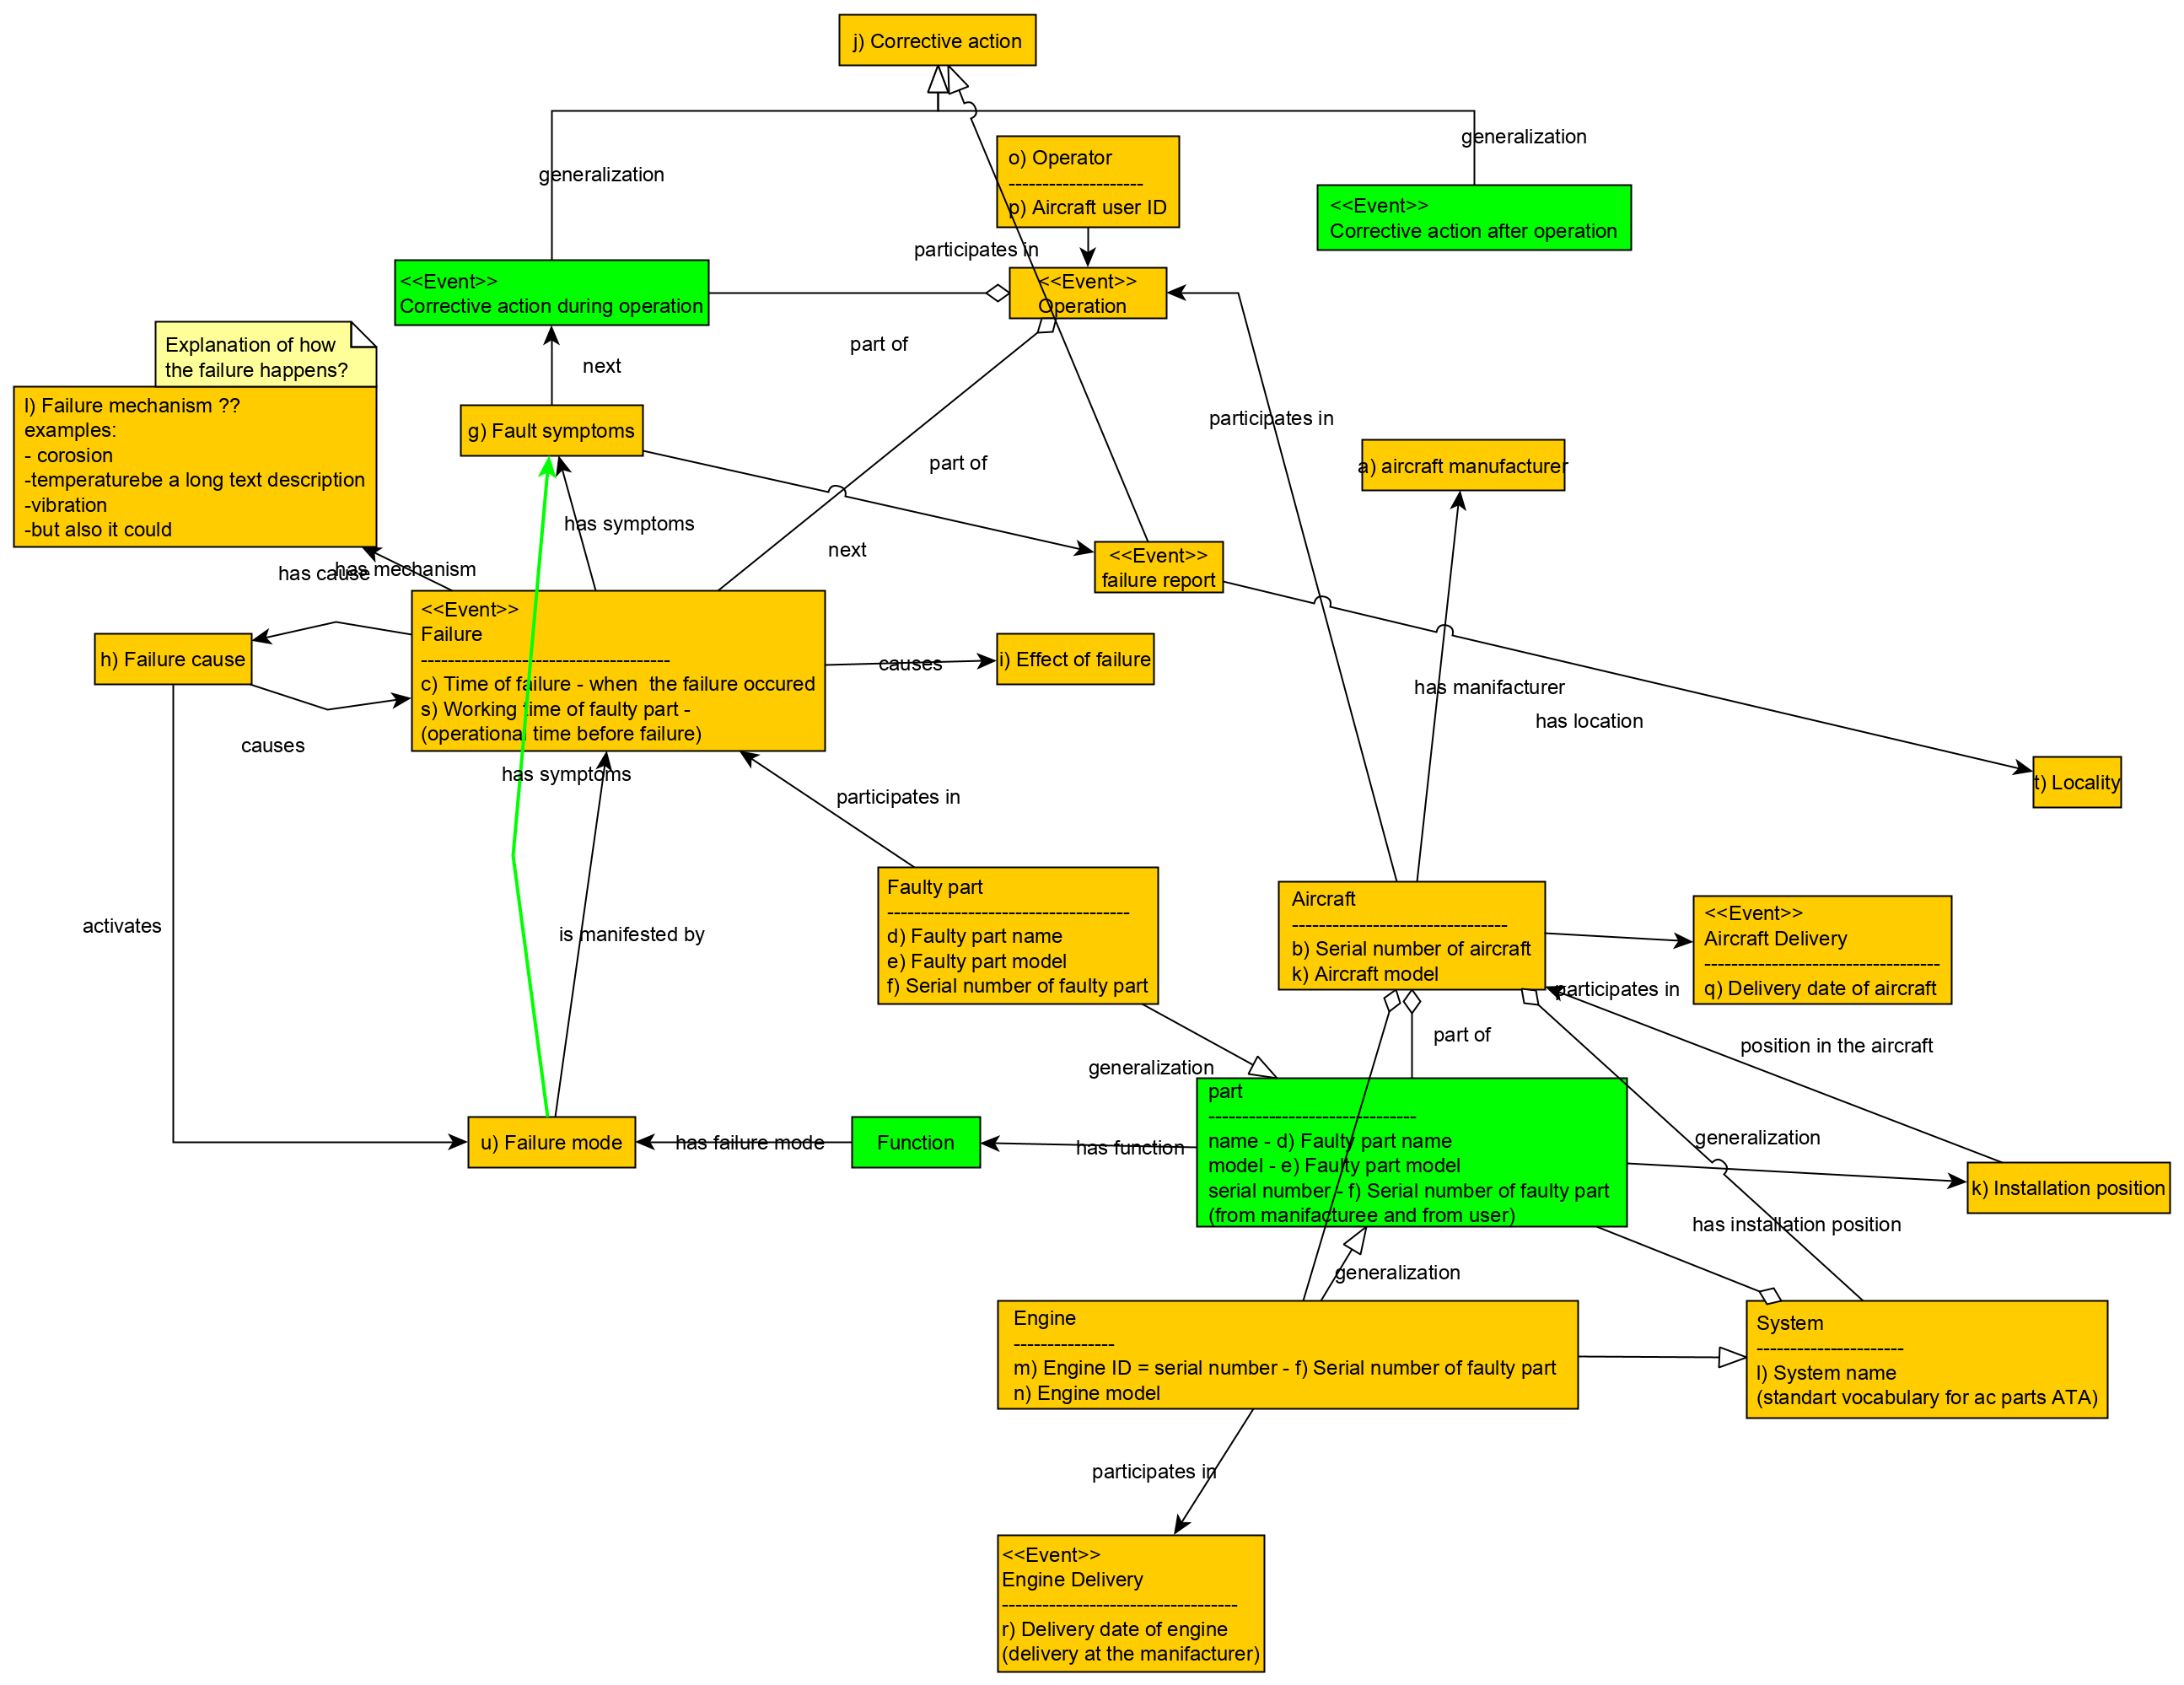 j) Corrective action
generalization
o) Operator
--------------------
p) Aircraft user ID
generalization
<<Event>>
Corrective action after operation
participates in
<<Event>>
Corrective action during operation
<<Event>>
Operation
Explanation of how
the failure happens?
next
part of
l) Failure mechanism ??
examples:
- corosion
-temperaturebe a long text description
-vibration
-but also it could
g) Fault symptoms
participates in
part of
a) aircraft manufacturer
has symptoms
next
<<Event>>
failure report
has cause
has mechanism
<<Event>>
Failure
-------------------------------------
c) Time of failure - when  the failure occured
s) Working time of faulty part -
(operational time before failure)
h) Failure cause
causes
i) Effect of failure
has manifacturer
has location
causes
has symptoms
t) Locality
participates in
activates
is manifested by
Faulty part
------------------------------------
d) Faulty part name
e) Faulty part model
f) Serial number of faulty part
Aircraft
--------------------------------
b) Serial number of aircraft
k) Aircraft model
<<Event>>
Aircraft Delivery
-----------------------------------
q) Delivery date of aircraft
participates in
part of
position in the aircraft
generalization
part
-------------------------------
name - d) Faulty part name
model - e) Faulty part model
serial number - f) Serial number of faulty part
(from manifacturee and from user)
generalization
u) Failure mode
has failure mode
Function
has function
k) Installation position
has installation position
generalization
Engine
---------------
m) Engine ID = serial number - f) Serial number of faulty part
n) Engine model
System
----------------------
l) System name
(standart vocabulary for ac parts ATA)
participates in
<<Event>>
Engine Delivery
-----------------------------------
r) Delivery date of engine
(delivery at the manifacturer)